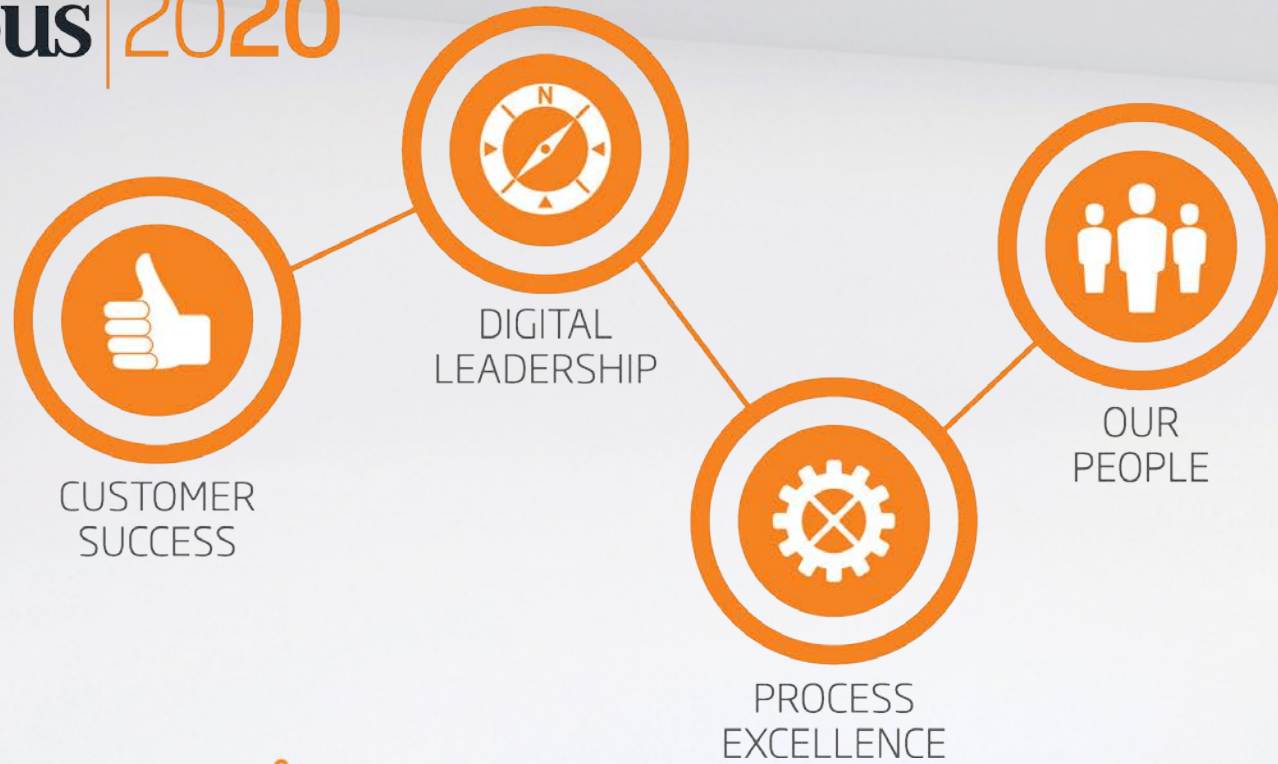 us 2020
N
DIGITAL
LEADERSHIP
OUR
PEOPLE
CUSTOMER
SUCCESS
PROCESS
EXCELLENCE